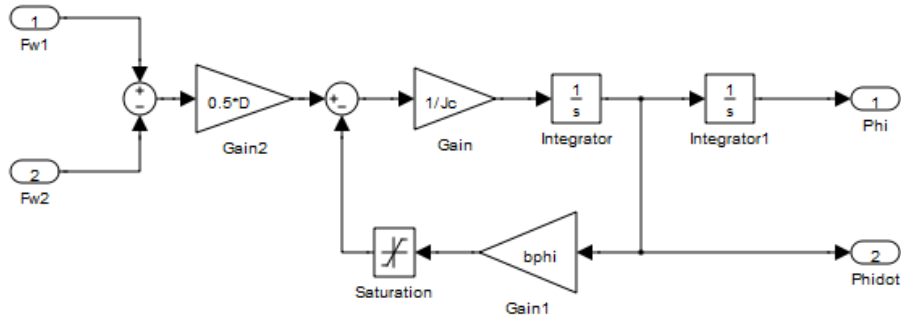 1
Fw1
2
Fw2
+
−
0.5*D
Gain2
+
−
1/Jc
Gain
1
s
Integrator
1
s
Integrator1
1
Phi
Saturation
bphi
Gain1
2
Phidot